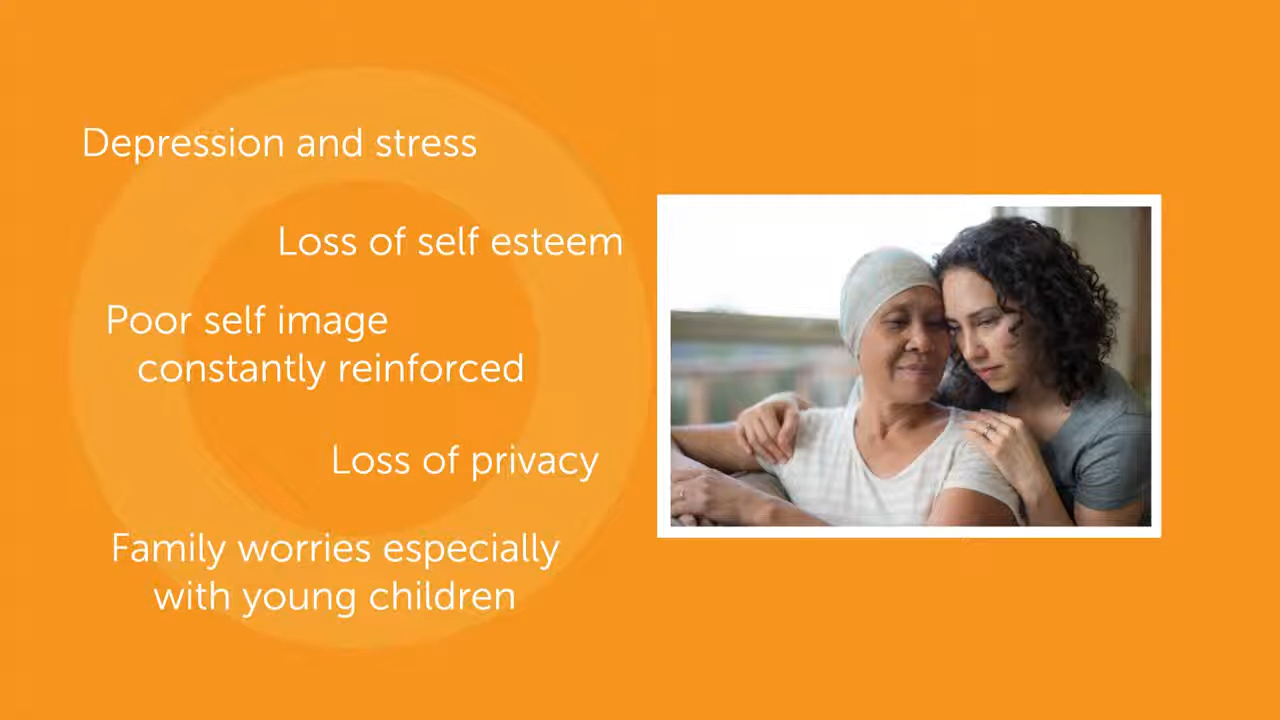 Depression and stress
Loss of self esteem
Poor self image
constantly reinforced
Loss of privacy
Family worries especially
with young children